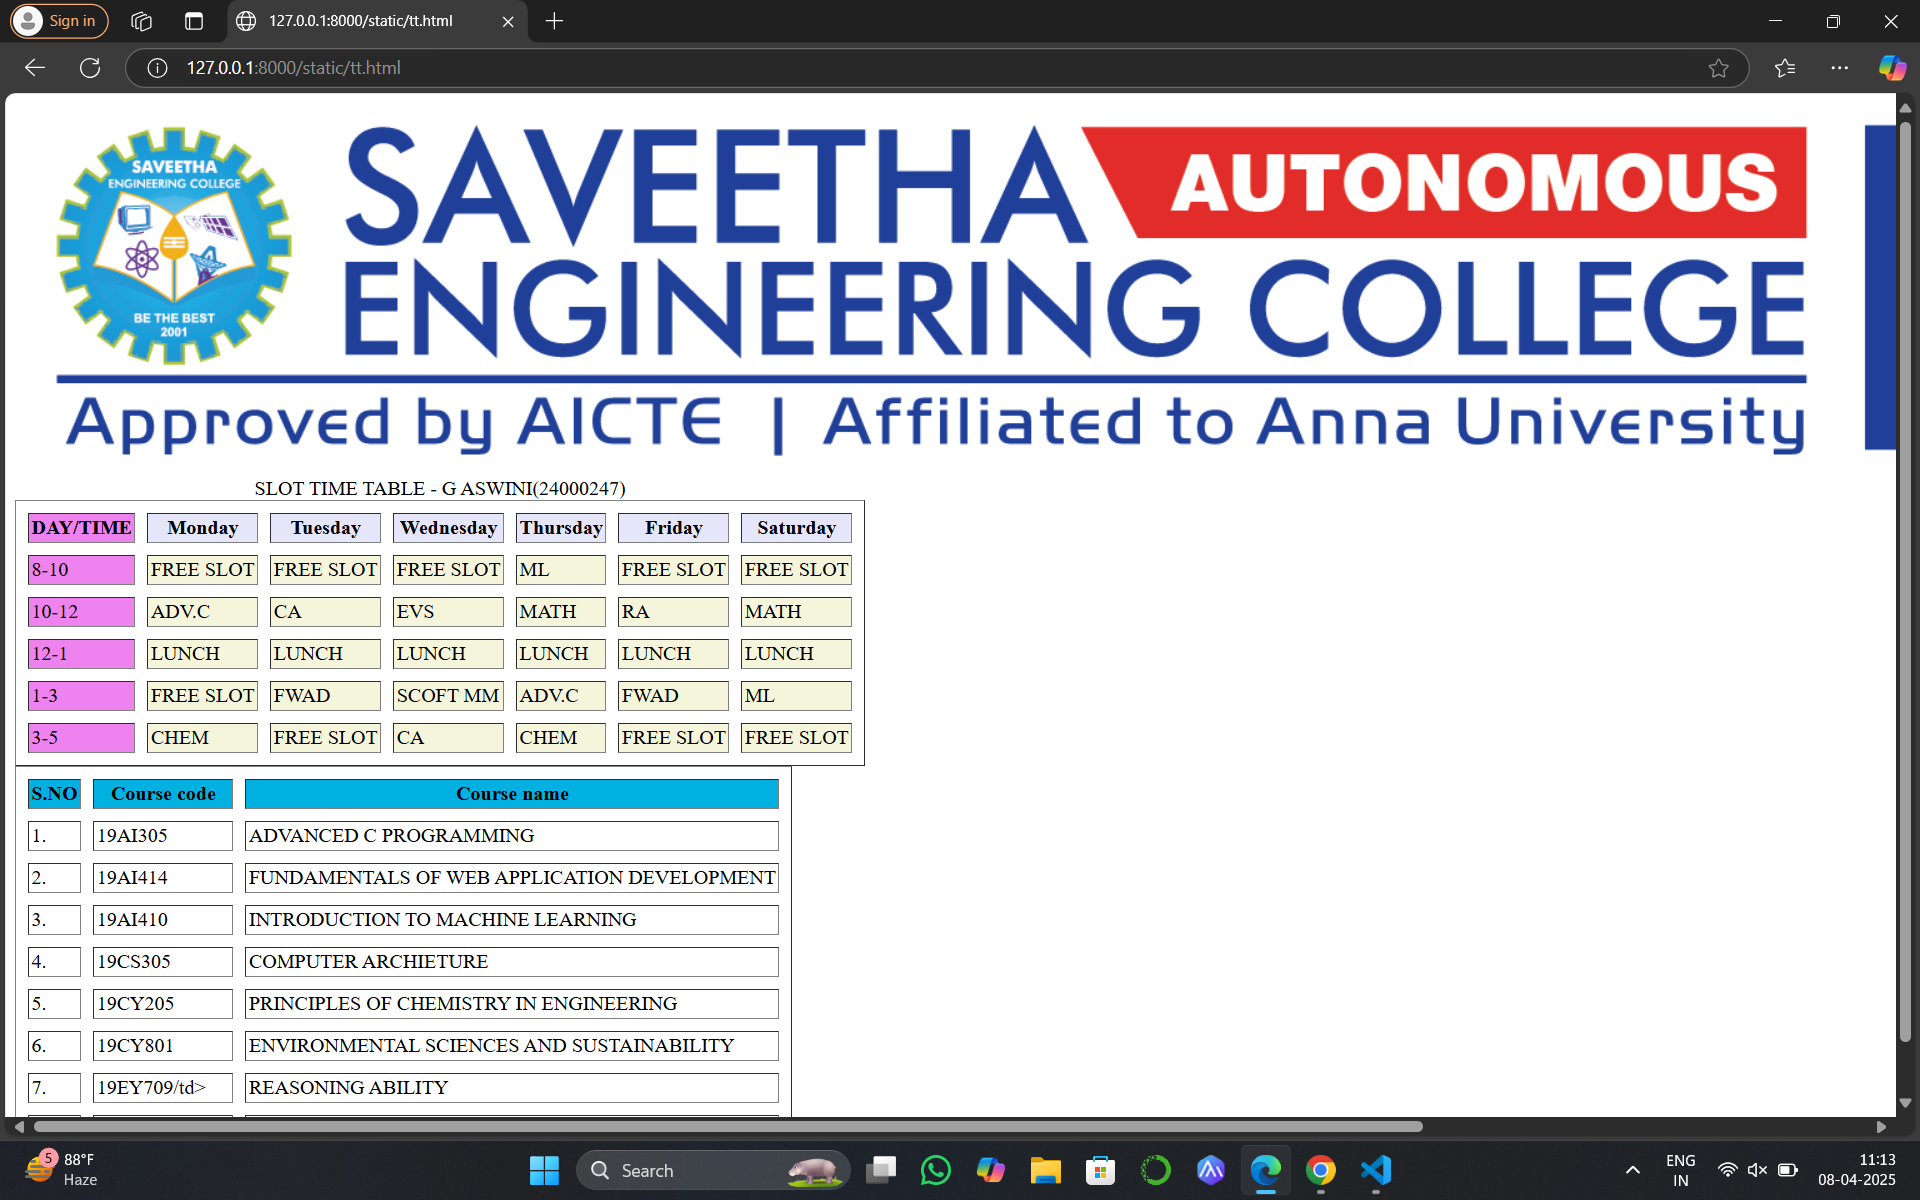 Sign in
127.0.0.1:8000/static/tt.html
127.0.0.1:8000/static/tt.html
SAVEETHA
ENGINEERING COLLEGE
BE THE BEST
2001
SAVEETHA AUTONOMOUS
ENGINEERING COLLEGE
Approved by AICTE | Affiliated to Anna University
SLOT TIME TABLE - G ASWINI(24000247)
DAY/TIME Monday Tuesday Wednesday Thursday Friday Saturday
8-10 FREE SLOT FREE SLOT FREE SLOT ML FREE SLOT FREE SLOT
10-12 ADV.C CA EVS MATH RA MATH
12-1 LUNCH LUNCH LUNCH LUNCH LUNCH LUNCH
1-3 FREE SLOT FWAD SCOFT MM ADV.C FWAD ML
3-5 CHEM FREE SLOT CA CHEM FREE SLOT FREE SLOT
S.NO Course code Course name
1. 19AI305 ADVANCED C PROGRAMMING
2. 19AI414 FUNDAMENTALS OF WEB APPLICATION DEVELOPMENT
3. 19AI410 INTRODUCTION TO MACHINE LEARNING
4. 19CS305 COMPUTER ARCHIETURE
5. 19CY205 PRINCIPLES OF CHEMISTRY IN ENGINEERING
6. 19CY801 ENVIRONMENTAL SCIENCES AND SUSTAINABILITY
7. 19EY709/td> REASONING ABILITY
5
88°F
Haze
Search
ENG
IN
11:13
08-04-2025